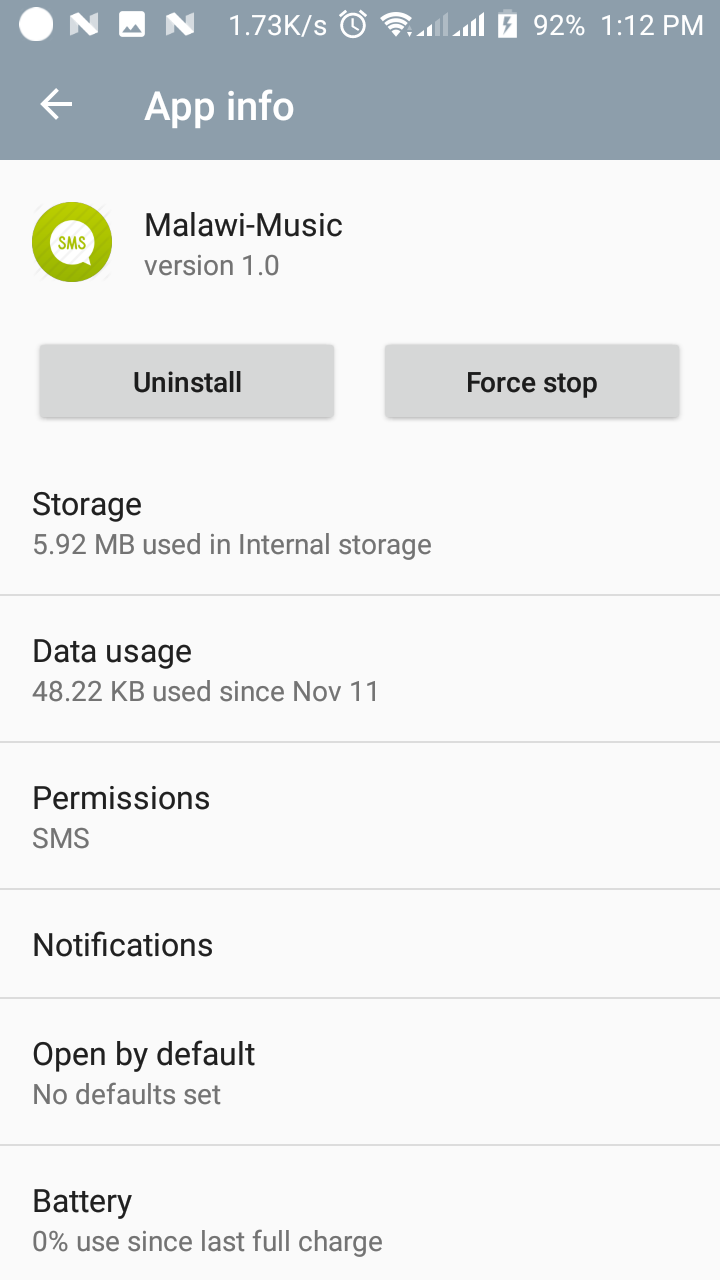 1.73K/s 92% 1:12 PM
App info
SMS
Malawi-Music
version 1.0
Uninstall Force stop
Storage
5.92 MB used in Internal storage
Data usage
48.22 KB used since Nov 11
Permissions
SMS
Notifications
Open by default
No defaults set
Battery
0% use since last full charge